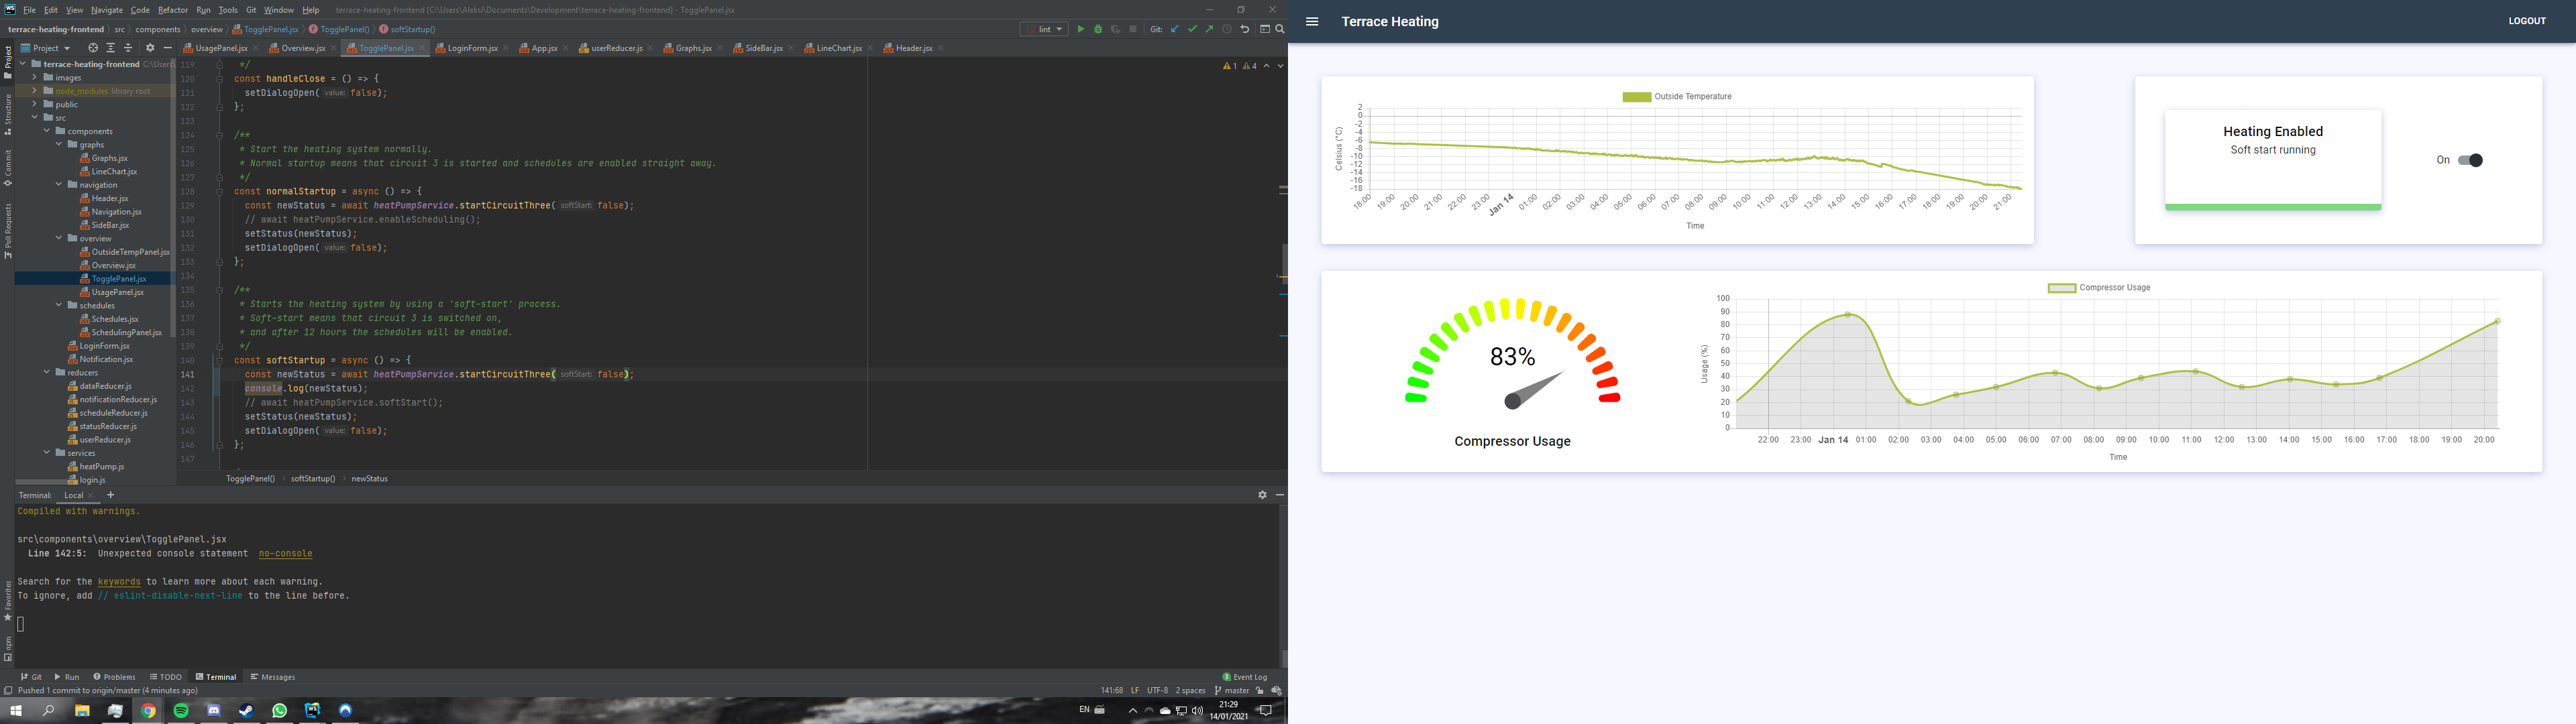 File Edit View Navigate Code Refactor Run Tools Git Window Help terrace-heating-frontend [C:\Users\Aleksi\Documents\Development\terrace-heating-frontend] - TogglePanel.jsx
terrace-heating-frontend src components overview TogglePanel.jsx TogglePanel() softStartup() lint Git:
Project
UsagePanel.jsx Overview.jsx TogglePanel.jsx LoginForm.jsx App.jsx userReducer.js Graphs.jsx SideBar.jsx LineChart.jsx Header.jsx
Project
Structure
Commit
Pull Requests
Favorites
npm
terrace-heating-frontend C:\Users\
images
node_modules library root
public
src
components
graphs
Graphs.jsx
LineChart.jsx
navigation
Header.jsx
Navigation.jsx
SideBar.jsx
overview
OutsideTempPanel.jsx
Overview.jsx
TogglePanel.jsx
UsagePanel.jsx
schedules
Schedules.jsx
SchedulingPanel.jsx
LoginForm.jsx
Notification.jsx
reducers
dataReducer.js
notificationReducer.js
scheduleReducer.js
statusReducer.js
userReducer.js
services
heatPump.js
login.js
1 4
119 */
120 const handleClose = () => {
121 setDialogOpen( value: false);
122 };
123
124 /**
125 * Start the heating system normally.
126 * Normal startup means that circuit 3 is started and schedules are enabled straight away.
127 */
128 const normalStartup = async () => {
129 const newStatus = await heatPumpService.startCircuitThree( softStart: false);
130 // await heatPumpService.enableScheduling();
131 setStatus(newStatus);
132 setDialogOpen( value: false);
133 };
134
135 /**
136 * Starts the heating system by using a 'soft-start' process.
137 * Soft-start means that circuit 3 is switched on,
138 * and after 12 hours the schedules will be enabled.
139 */
140 const softStartup = async () => {
141 const newStatus = await heatPumpService.startCircuitThree( softStart: false);
142 console.log(newStatus);
143 // await heatPumpService.softStart();
144 setStatus(newStatus);
145 setDialogOpen( value: false);
146 };
147
TogglePanel() softStartup() newStatus
Terminal: Local +
Compiled with warnings.
src\components\overview\TogglePanel.jsx
Line 142:5: Unexpected console statement no-console
Search for the keywords to learn more about each warning.
To ignore, add // eslint-disable-next-line to the line before.
Git Run Problems TODO Terminal Messages 3 Event Log
Pushed 1 commit to origin/master (4 minutes ago) 141:68 LF UTF-8 2 spaces master
EN 21:29
14/01/2021
Terrace Heating LOGOUT
Outside Temperature
Celsius (°C)
2
0
-2
-4
-6
-8
-10
-12
-14
-16
-18
18:00 19:00 20:00 21:00 22:00 23:00 Jan 14 01:00 02:00 03:00 04:00 05:00 06:00 07:00 08:00 09:00 10:00 11:00 12:00 13:00 14:00 15:00 16:00 17:00 18:00 19:00 20:00 21:00
Time
Heating Enabled
Soft start running
On
83%
Compressor Usage
Compressor Usage
Usage (%)
100
90
80
70
60
50
40
30
20
10
0
22:00 23:00 Jan 14 01:00 02:00 03:00 04:00 05:00 06:00 07:00 08:00 09:00 10:00 11:00 12:00 13:00 14:00 15:00 16:00 17:00 18:00 19:00 20:00
Time